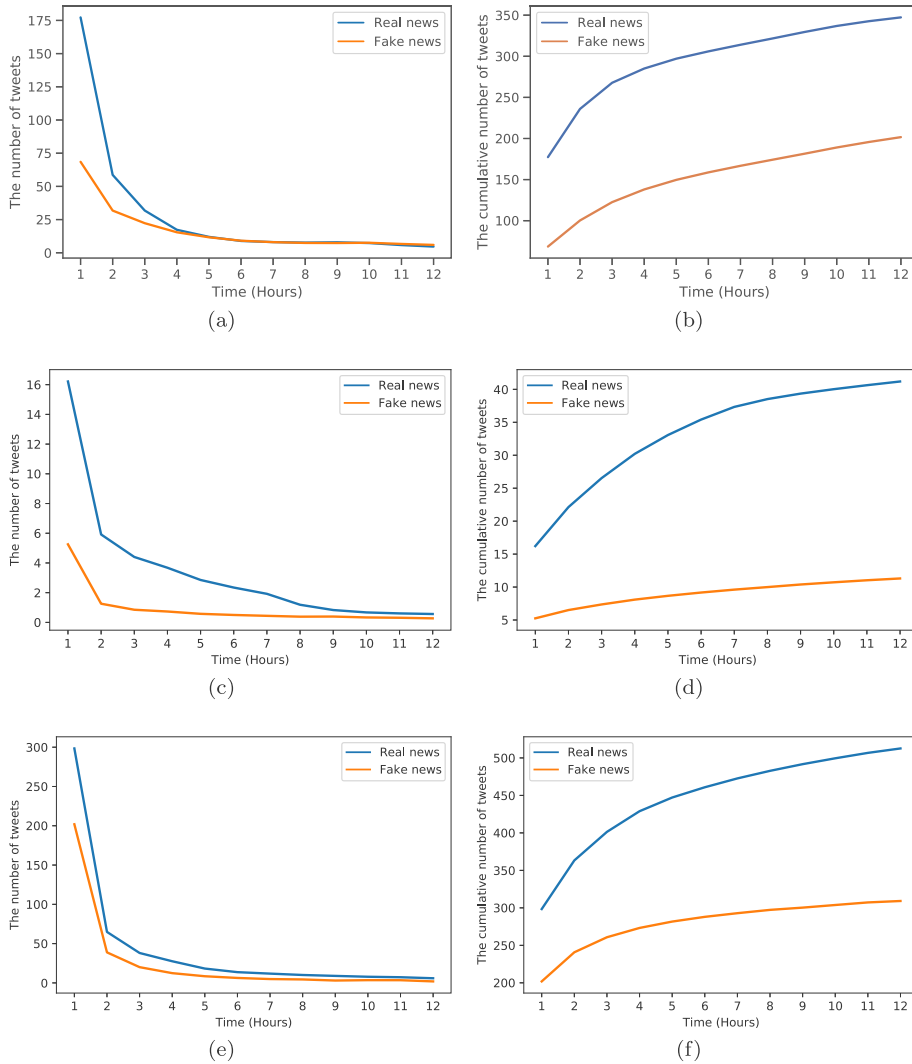 The number of tweets
175
150
125
100
75
50
25
0
Real news
Fake news
1 2 3 4 5 6 7 8 9 10 11 12
Time (Hours)
(a)
The cumulative number of tweets
350
300
250
200
150
100
Real news
Fake news
1 2 3 4 5 6 7 8 9 10 11 12
Time (Hours)
(b)
The number of tweets
16
14
12
10
8
6
4
2
0
Real news
Fake news
1 2 3 4 5 6 7 8 9 10 11 12
Time (Hours)
(c)
The cumulative number of tweets
40
35
30
25
20
15
10
5
Real news
Fake news
1 2 3 4 5 6 7 8 9 10 11 12
Time (Hours)
(d)
The number of tweets
300
250
200
150
100
50
0
Real news
Fake news
1 2 3 4 5 6 7 8 9 10 11 12
Time (Hours)
(e)
The cumulative number of tweets
500
450
400
350
300
250
200
Real news
Fake news
1 2 3 4 5 6 7 8 9 10 11 12
Time (Hours)
(f)